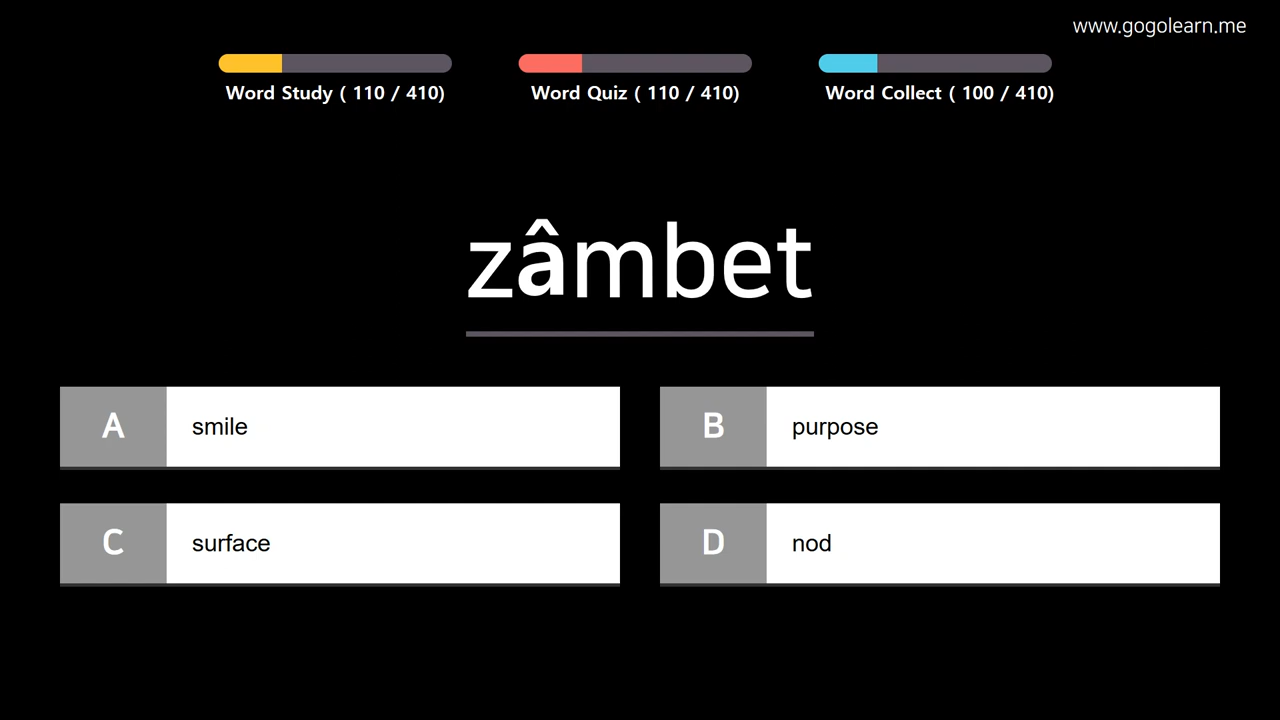 www.gogolearn.me
Word Study ( 110 / 410)
Word Quiz ( 110 / 410)
Word Collect ( 100 / 410)
zâmbet
A
smile
B
purpose
C
surface
D
nod